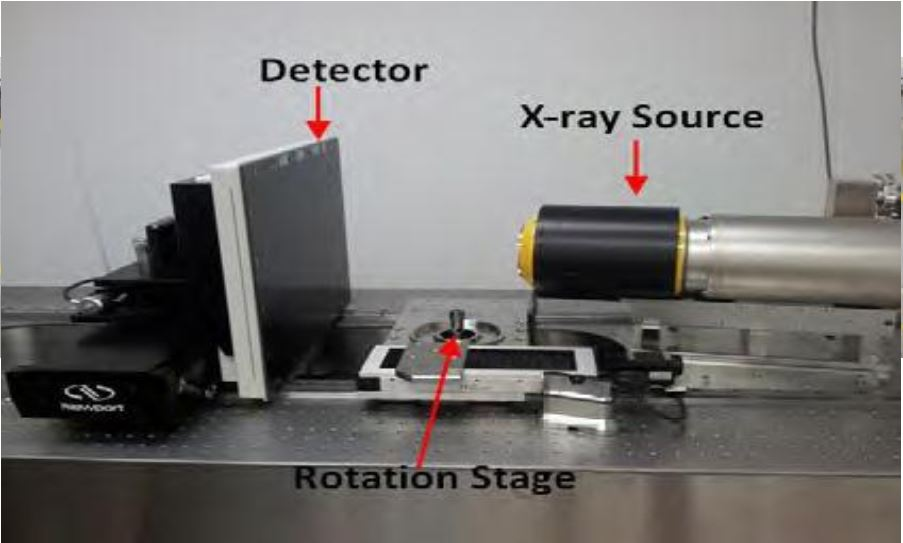 Detector
X-ray Source
Newport
Rotation Stage